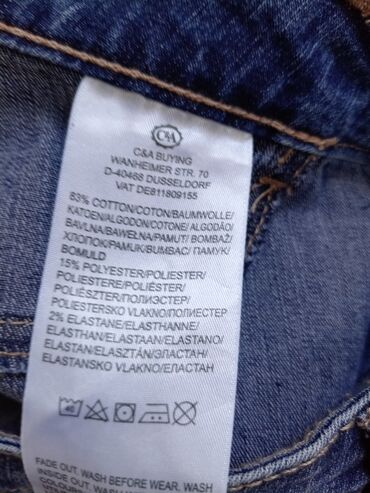 C&A
C&A BUYING
WANHEIMER STR. 70
D-40468 DUSSELDORF
VAT DE811809155
83% COTTON/COTON/BAUMWOLLE/
KATOEN/ALGODON/COTONE/ ALGODÃO/
BAVLNA/BAWEŁNA/PAMUT/ BOMBAŽ/
ХЛОПОК/PAMUK/BUMBAC/ ПАМУК/
BOMULD
15% POLYESTER/POLIESTER/
POLIESTERE/POLIÉSTER/
POLIÉSZTER/ПОЛИЭСТЕР/
POLIESTERSKO VLAKNO/ПОЛИЕСТЕР
2% ELASTANE/ELASTHANNE/
ELASTHAN/ELASTAAN/ELASTANO/
ELASTAN/ELASZTÁN/ЭЛАСТАН/
ELASTANSKO VLAKNO/ЕЛАСТАН
40
FADE OUT. WASH BEFORE WEAR. WASH
INSIDE OUT. WASH